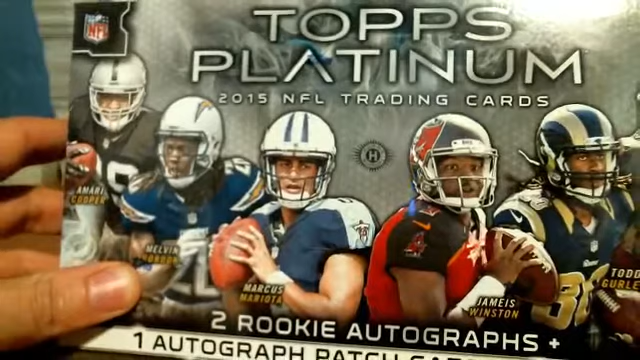 NFL
TOPPS
PLATINUM
2015 NFL TRADING CARDS
H
AMARI
COOPER
MELVIN
GORDON
MARCUS
MARIOTA
JAMEIS
WINSTON
TODD
GURLE
2 ROOKIE AUTOGRAPHS +
1 AUTOGRAPH PATCH CARD